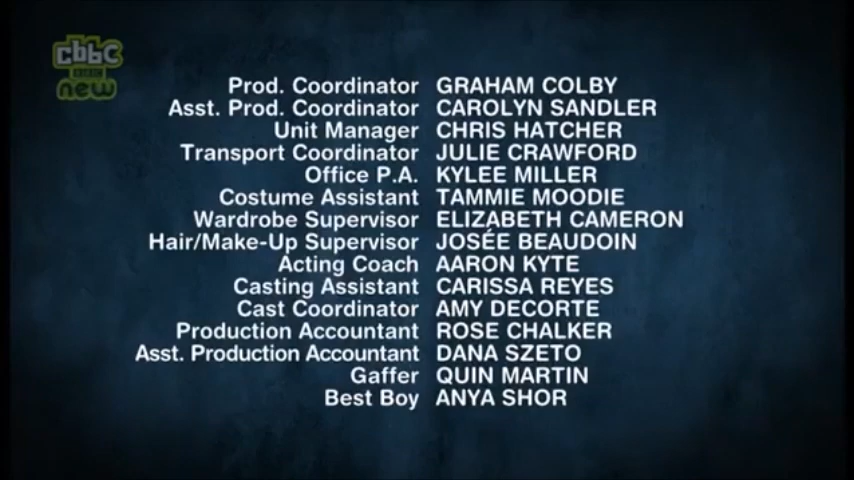 cbbc
new
Prod. Coordinator GRAHAM COLBY
Asst. Prod. Coordinator CAROLYN SANDLER
Unit Manager CHRIS HATCHER
Transport Coordinator JULIE CRAWFORD
Office P.A. KYLEE MILLER
Costume Assistant TAMMIE MOODIE
Wardrobe Supervisor ELIZABETH CAMERON
Hair/Make-Up Supervisor JOSÉE BEAUDOIN
Acting Coach AARON KYTE
Casting Assistant CARISSA REYES
Cast Coordinator AMY DECORTE
Production Accountant ROSE CHALKER
Asst. Production Accountant DANA SZETO
Gaffer QUIN MARTIN
Best Boy ANYA SHOR